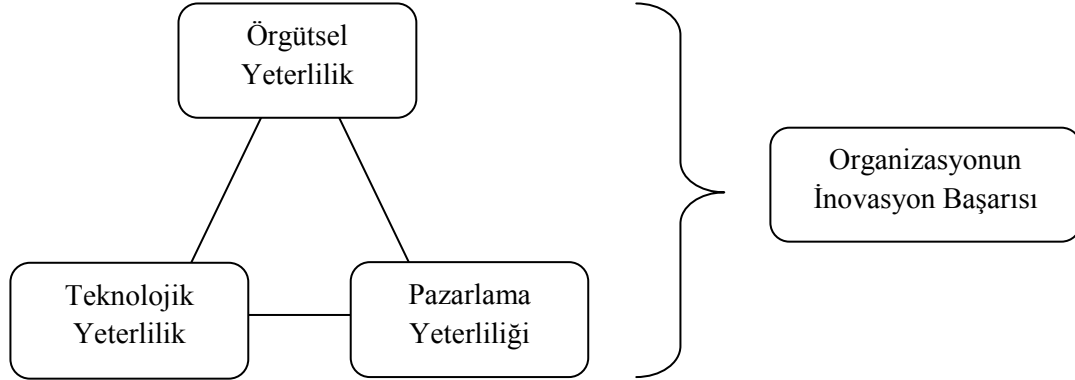 Örgütsel
Yeterlilik
Organizasyonun
İnovasyon Başarısı
Teknolojik
Yeterlilik
Pazarlama
Yeterliliği